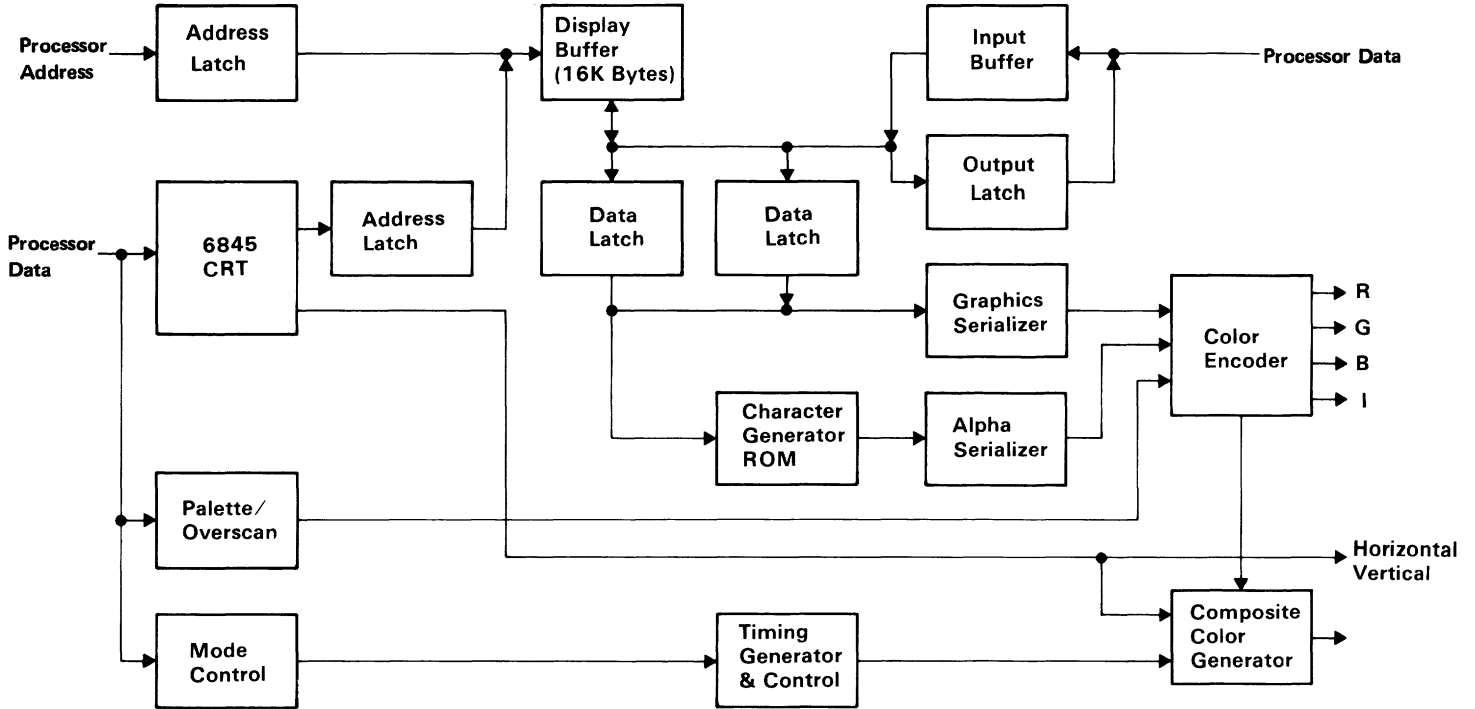 Processor
Address
Address
Latch
Display
Buffer
(16K Bytes)
Input
Buffer
Processor Data
Output
Latch
Processor
Data
6845
CRT
Address
Latch
Data
Latch
Data
Latch
Graphics
Serializer
Color
Encoder
R
G
B
I
Character
Generator
ROM
Alpha
Serializer
Palette/
Overscan
Horizontal
Vertical
Mode
Control
Timing
Generator
& Control
Composite
Color
Generator